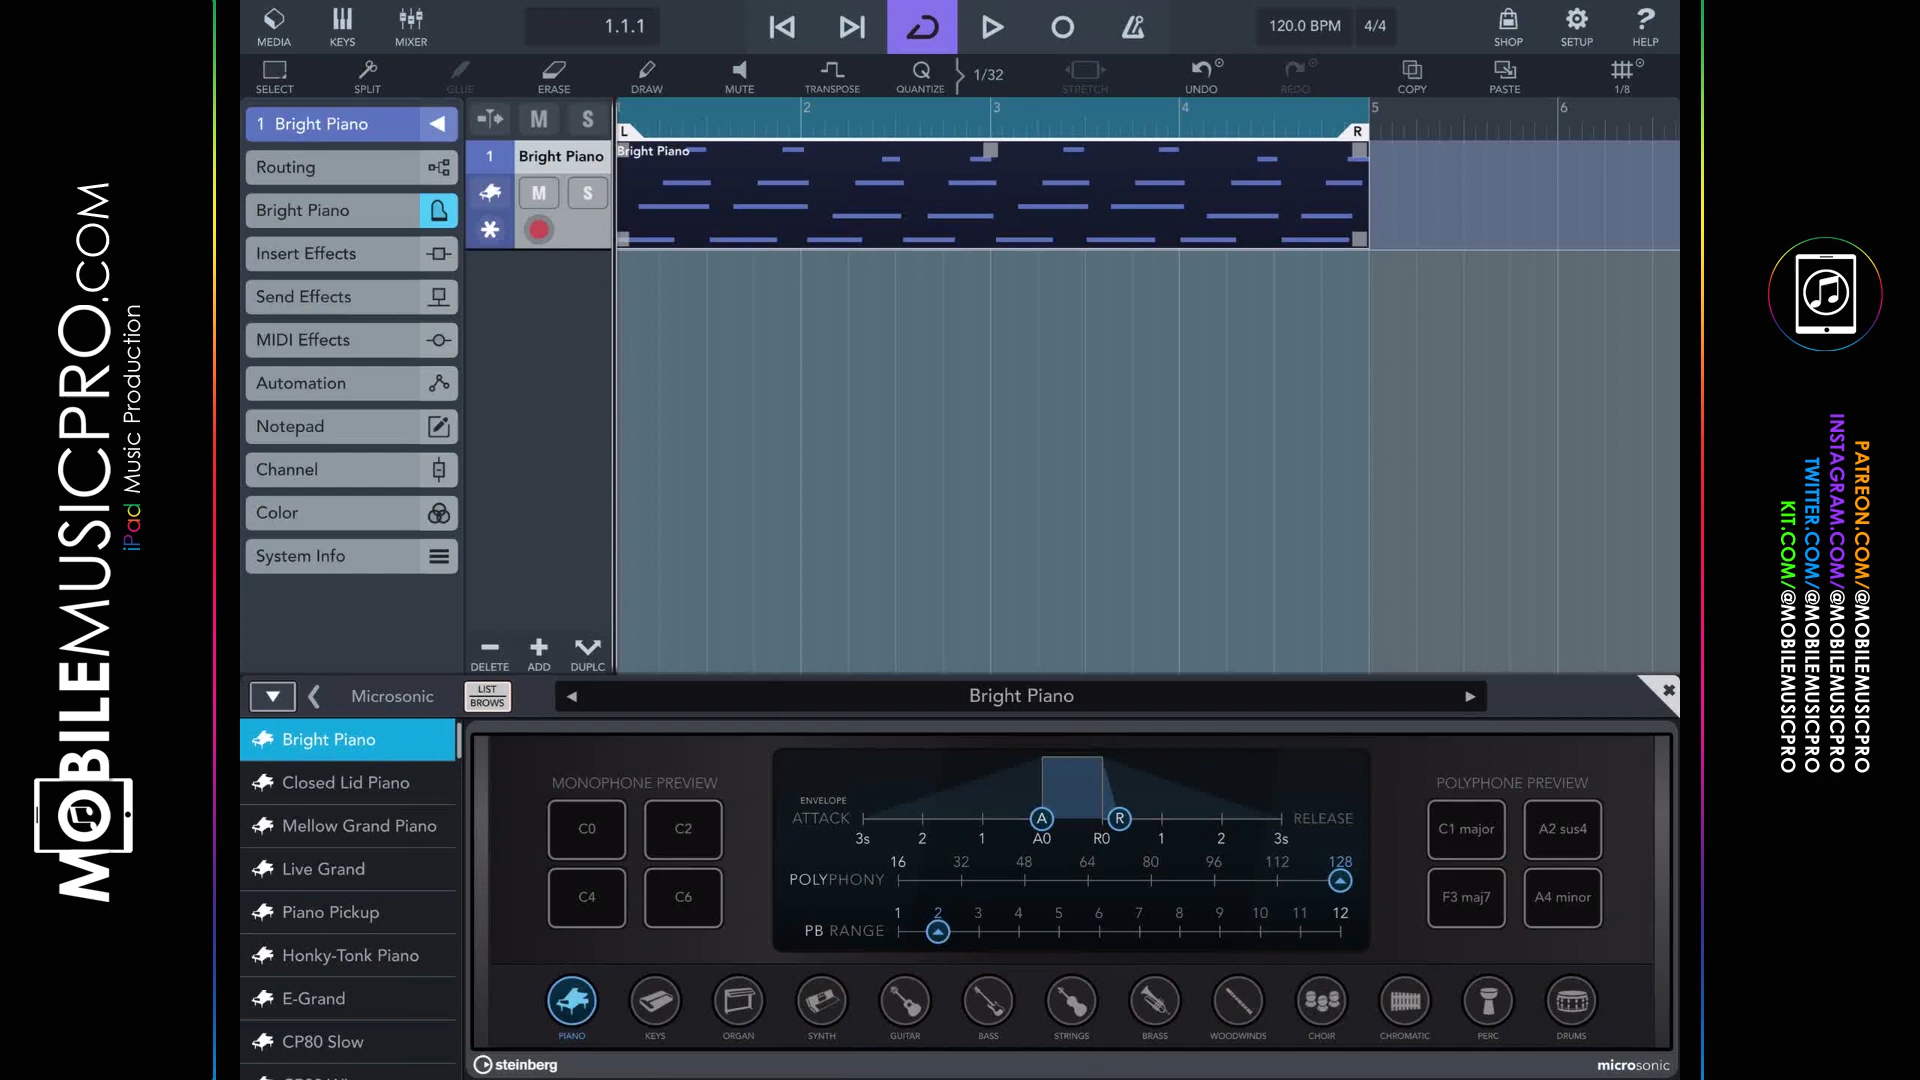 MOBILEMUSICPRO.COM
iPad Music Production
MEDIA
KEYS
MIXER
1.1.1
120.0 BPM
4/4
SHOP
SETUP
HELP
SELECT
SPLIT
GLUE
ERASE
DRAW
MUTE
TRANSPOSE
Q
QUANTIZE
1/32
STRETCH
UNDO
REDO
COPY
PASTE
1/8
1 Bright Piano
Routing
Bright Piano
Insert Effects
Send Effects
MIDI Effects
Automation
Notepad
Channel
Color
System Info
M
S
1
Bright Piano
M
S
DELETE
ADD
DUPLC
2
3
4
5
6
L
R
Bright Piano
Microsonic
LIST
BROWS
Bright Piano
Bright Piano
Closed Lid Piano
Mellow Grand Piano
Live Grand
Piano Pickup
Honky-Tonk Piano
E-Grand
CP80 Slow
MONOPHONE PREVIEW
C0
C2
C4
C6
ENVELOPE
ATTACK
A
R
RELEASE
3s 2 1 A0 R0 1 2 3s
16 32 48 64 80 96 112 128
POLYPHONY
1 2 3 4 5 6 7 8 9 10 11 12
PB RANGE
POLYPHONE PREVIEW
C1 major
A2 sus4
F3 maj7
A4 minor
PIANO
KEYS
ORGAN
SYNTH
GUITAR
BASS
STRINGS
BRASS
WOODWINDS
CHOIR
CHROMATIC
PERC
DRUMS
steinberg
microsonic
PATREON.COM/@MOBILEMUSICPRO
INSTAGRAM.COM/@MOBILEMUSICPRO
TWITTER.COM/@MOBILEMUSICPRO
KIT.COM/@MOBILEMUSICPRO